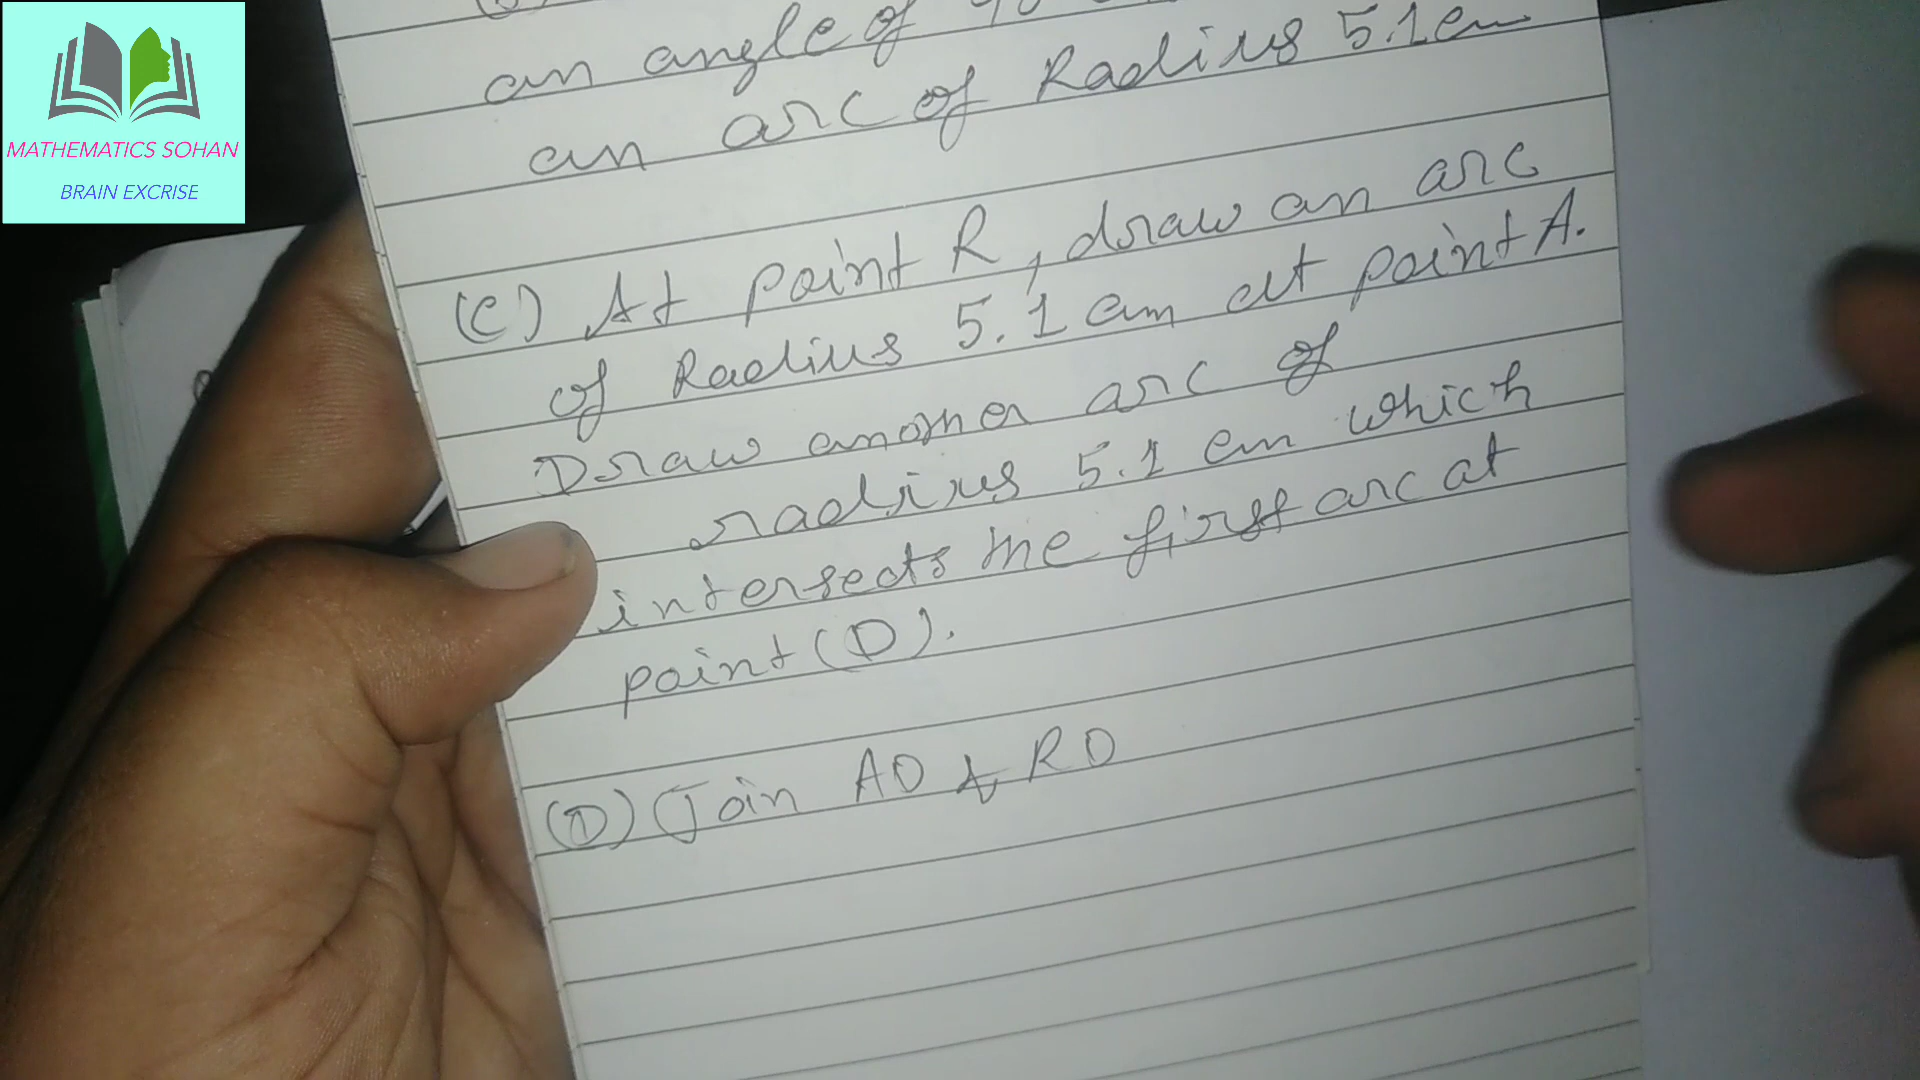 MATHEMATICS SOHAN
BRAIN EXCRISE
an angle of 90
an arc of Radius 5.1cm
(C) At point R, draw an arc
of Radius 5.1 cm at point A.
Draw another arc of
radius 5.1 cm which
intersects the first arc at
point (D).
(D) Join AD & RD